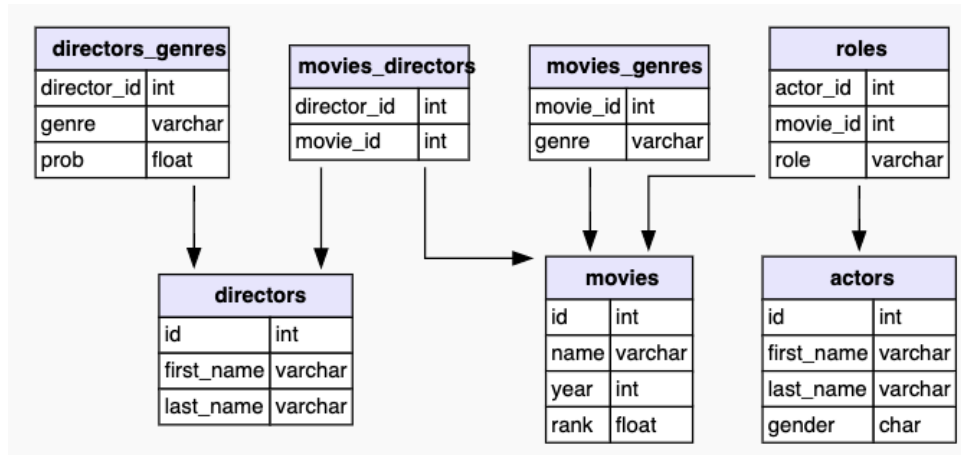 directors_genres
director_id int
genre varchar
prob float
movies_directors
director_id int
movie_id int
movies_genres
movie_id int
genre varchar
roles
actor_id int
movie_id int
role varchar
directors
id int
first_name varchar
last_name varchar
movies
id int
name varchar
year int
rank float
actors
id int
first_name varchar
last_name varchar
gender char